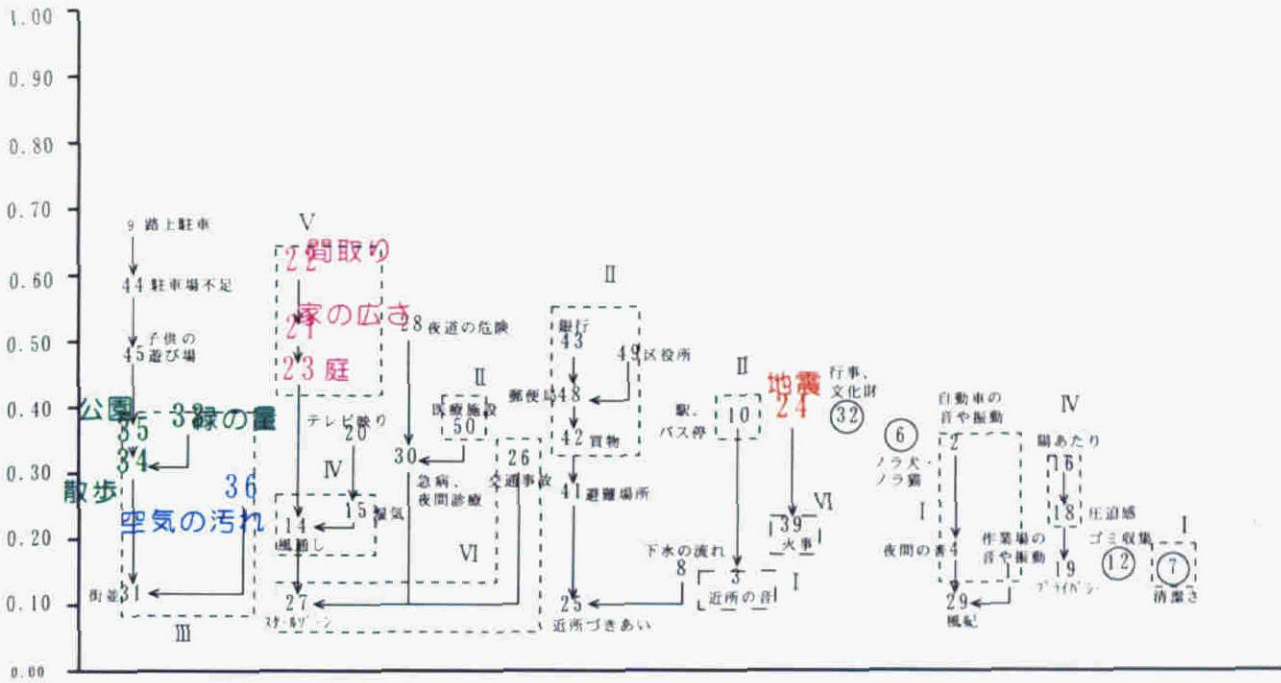 1.00
0.90
0.80
0.70
0.60
0.50
0.40
0.30
0.20
0.10
0.00
9 路上駐車
44 駐車場不足
子供の
45 遊び場
公園
35
32 緑の量
34
散歩
36
空気の汚れ
街並 31
Ⅲ
Ⅴ
22 間取り
家の広さ
21
23 庭
テレビ映り
20
Ⅳ
15 湿気
14
風通し
27
スクールゾーン
28 夜道の危険
Ⅱ
医療施設
50
30
急病、
夜間診療
26
交通事故
Ⅵ
Ⅱ
銀行
43
49 区役所
郵便局 48
42 買物
41 避難場所
下水の流れ
8
25
近所づきあい
Ⅱ
駅、
バス停
10
3
近所の音
Ⅰ
地震
24
Ⅵ
39
火事
行事、
文化財
32
6
ノラ犬・
ノラ猫
自動車の
音や振動
2
Ⅰ
夜間の音 4
作業場の
音や振動
1
29
風紀
Ⅳ
陽あたり
16
18 圧迫感
19
プライバシー
ゴミ収集
12
Ⅰ
7
清潔さ